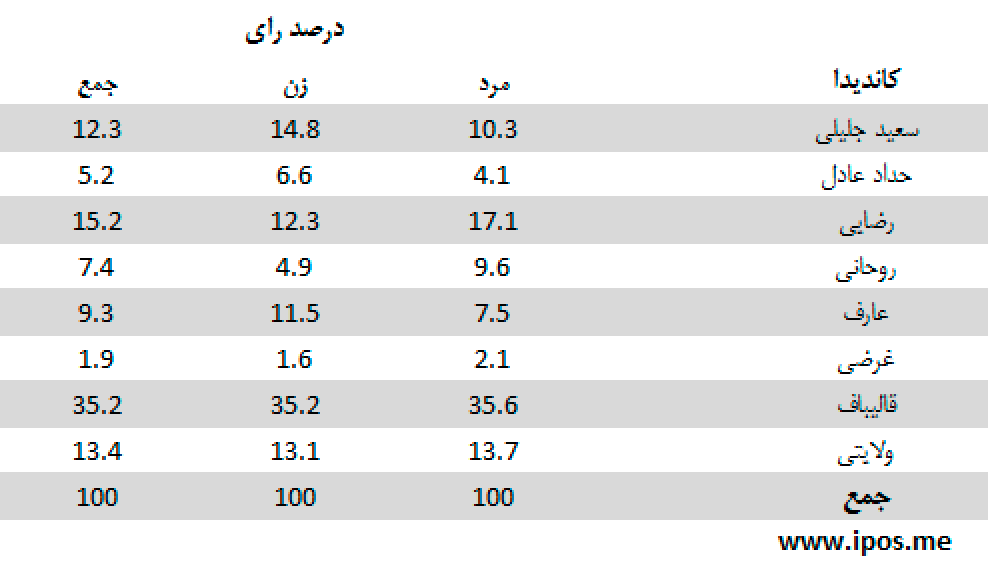 درصد رای
کاندیدا مرد زن جمع
سعید جلیلی 10.3 14.8 12.3
حداد عادل 4.1 6.6 5.2
رضایی 17.1 12.3 15.2
روحانی 9.6 4.9 7.4
عارف 7.5 11.5 9.3
غرضی 2.1 1.6 1.9
قالیباف 35.6 35.2 35.2
ولایتی 13.7 13.1 13.4
جمع 100 100 100
www.ipos.me